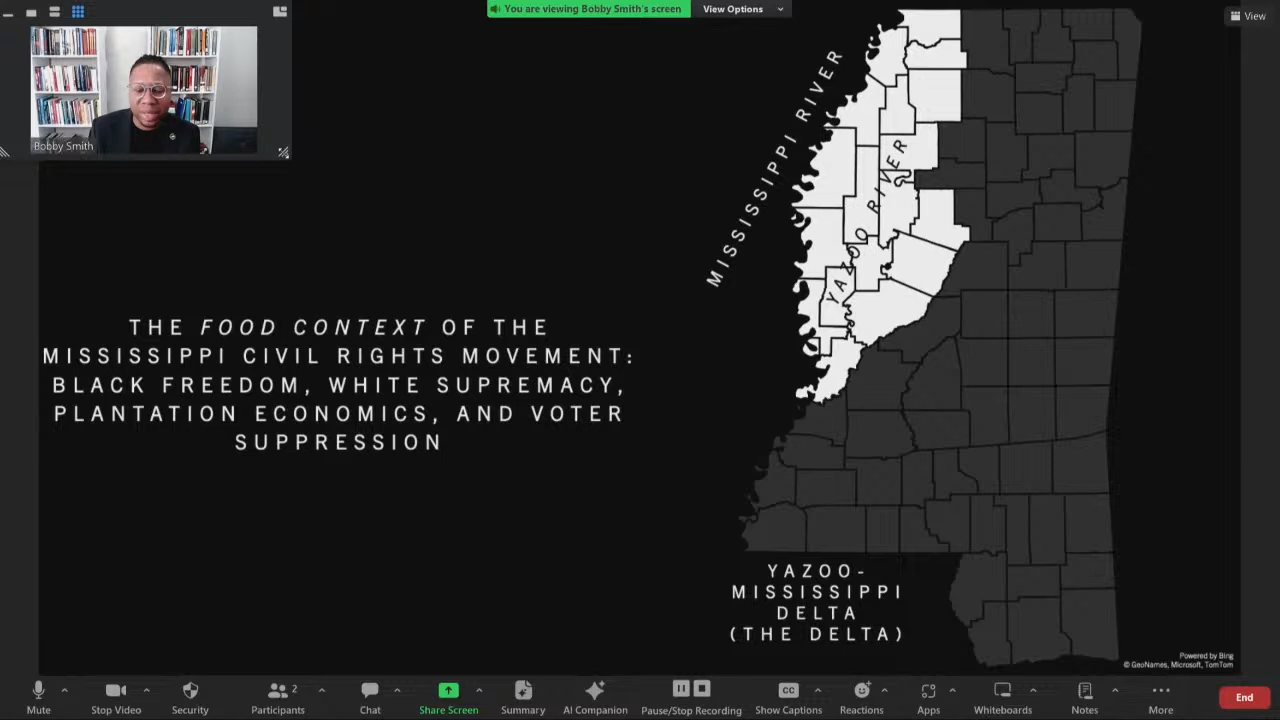 You are viewing Bobby Smith's screen
View Options
View
Bobby Smith
MISSISSIPPI RIVER
YAZOO RIVER
THE FOOD CONTEXT OF THE
MISSISSIPPI CIVIL RIGHTS MOVEMENT:
BLACK FREEDOM, WHITE SUPREMACY,
PLANTATION ECONOMICS, AND VOTER
SUPPRESSION
YAZOO-
MISSISSIPPI
DELTA
(THE DELTA)
Powered by Bing
© GeoNames, Microsoft, TomTom
Mute
Stop Video
Security
Participants
2
Chat
Share Screen
Summary
AI Companion
Pause/Stop Recording
CC
Show Captions
Reactions
Apps
Whiteboards
Notes
More
End